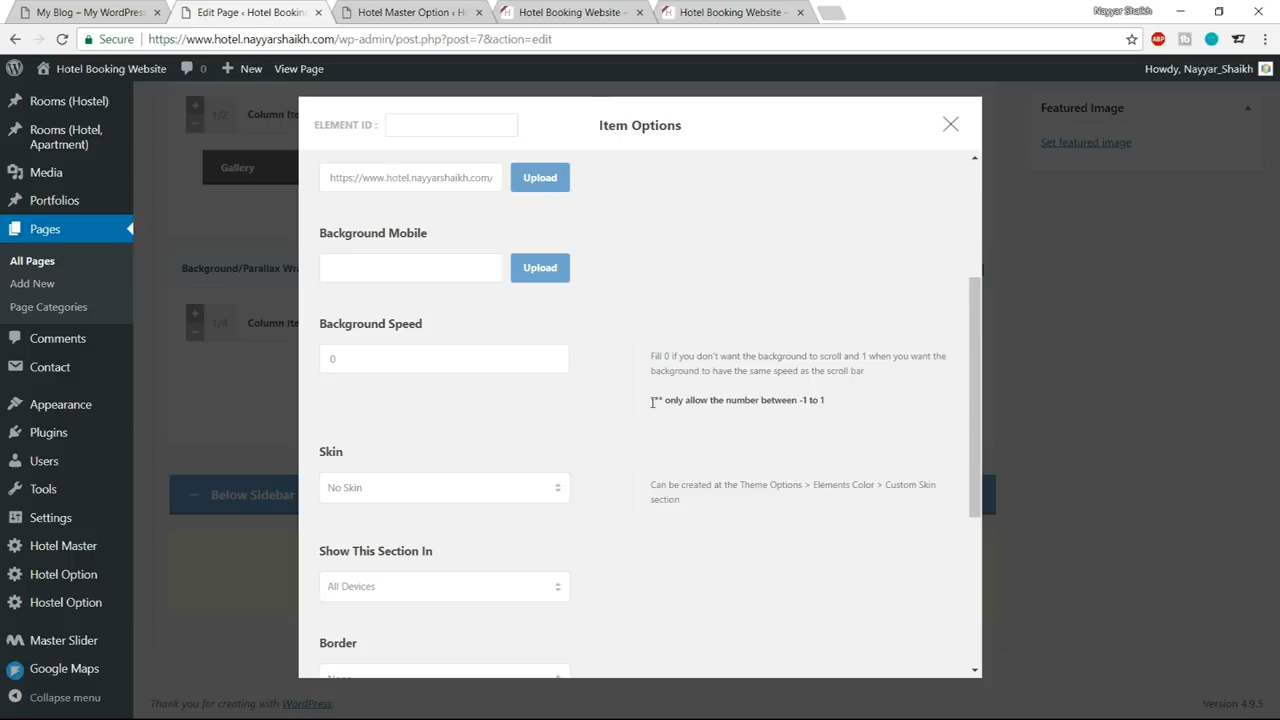 My Blog – My WordPress
Edit Page ‹ Hotel Booking
Hotel Master Option ‹ H
Hotel Booking Website –
Hotel Booking Website –
Nayyar Shaikh
Secure
https://www.hotel.nayyarshaikh.com/wp-admin/post.php?post=7&action=edit
ABP
Hotel Booking Website
0
New
View Page
Howdy, Nayyar_Shaikh
Rooms (Hostel)
Rooms (Hotel,
Apartment)
Media
Portfolios
Pages
All Pages
Add New
Page Categories
Comments
Contact
Appearance
Plugins
Users
Tools
Settings
Hotel Master
Hotel Option
Hostel Option
Master Slider
Google Maps
Collapse menu
1/2
Column Ite
Gallery
Background/Parallax Wra
1/4
Column Ite
Below Sidebar
ELEMENT ID :
Item Options
https://www.hotel.nayyarshaikh.com/
Upload
Background Mobile
Upload
Background Speed
0
Fill 0 if you don't want the background to scroll and 1 when you want the
background to have the same speed as the scroll bar
*** only allow the number between -1 to 1
Skin
No Skin
Can be created at the Theme Options > Elements Color > Custom Skin
section
Show This Section In
All Devices
Border
Featured Image
Set featured image
Thank you for creating with WordPress.
Version 4.9.5